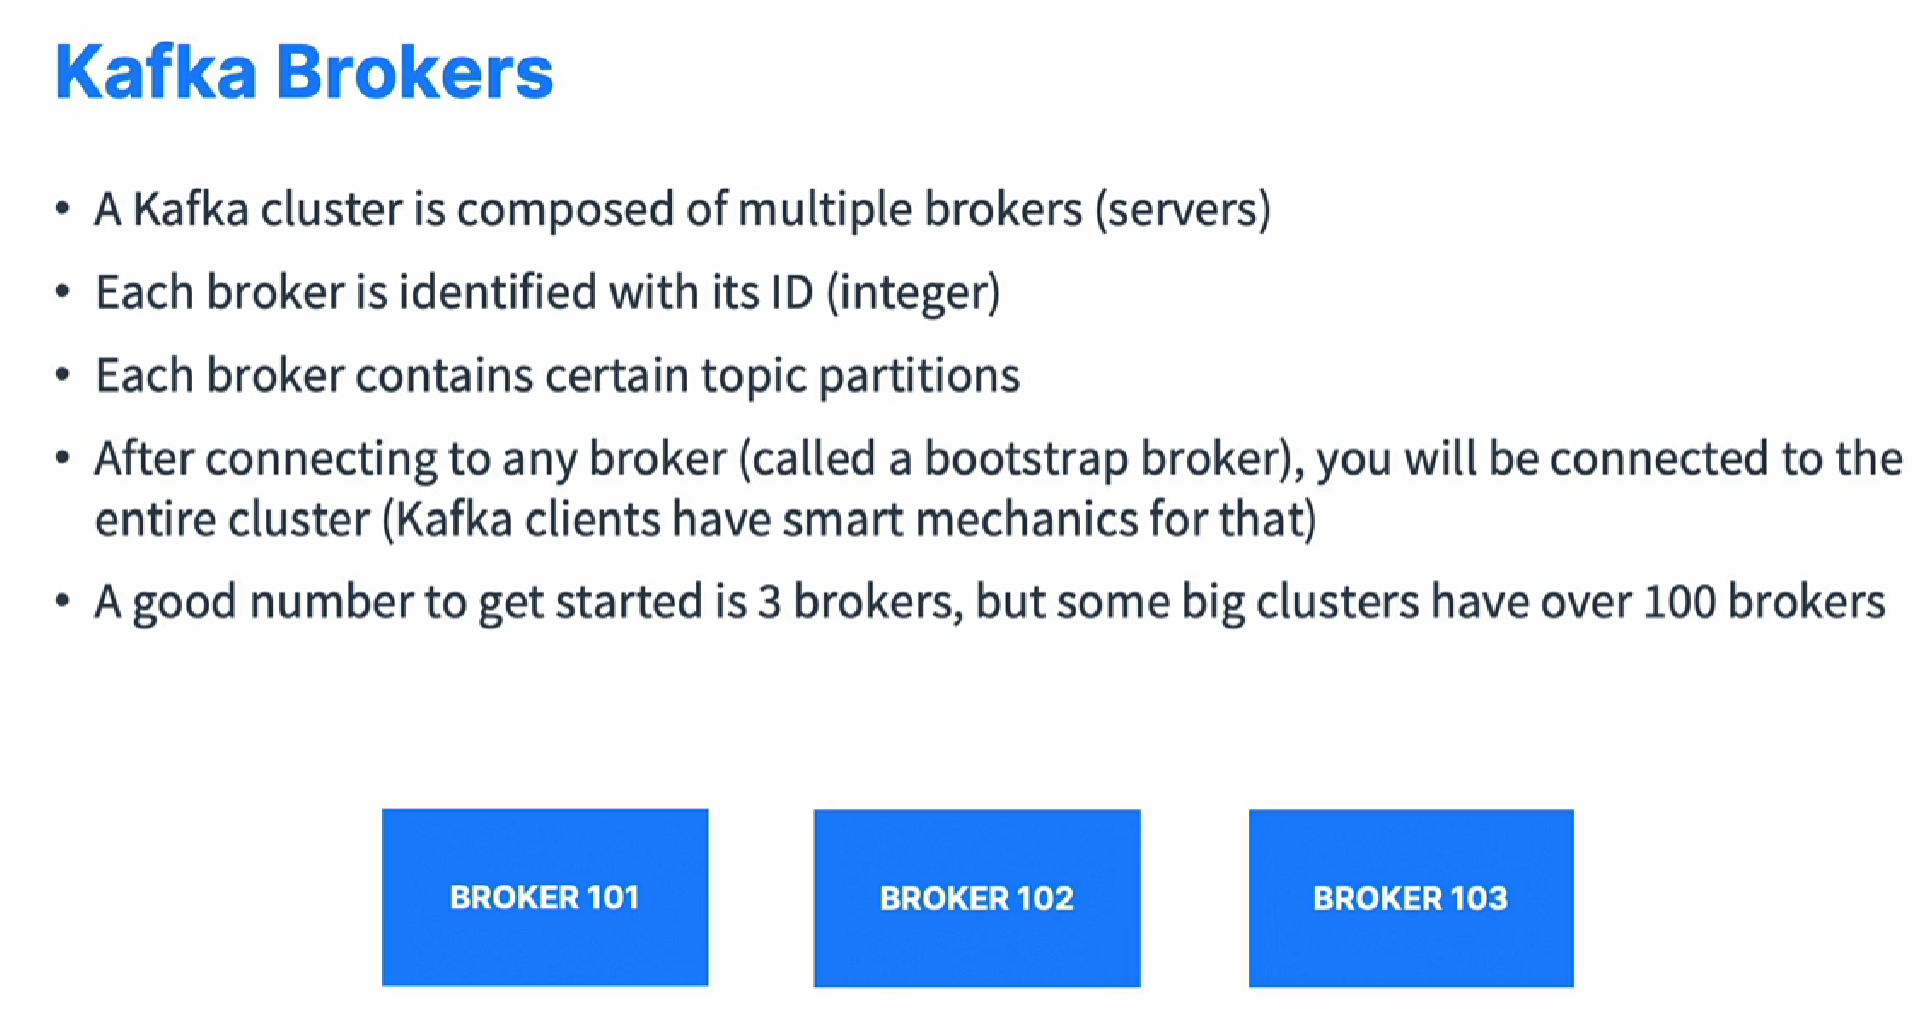 Kafka Brokers
• A Kafka cluster is composed of multiple brokers (servers)
• Each broker is identified with its ID (integer)
• Each broker contains certain topic partitions
• After connecting to any broker (called a bootstrap broker), you will be connected to the
entire cluster (Kafka clients have smart mechanics for that)
• A good number to get started is 3 brokers, but some big clusters have over 100 brokers
BROKER 101
BROKER 102
BROKER 103